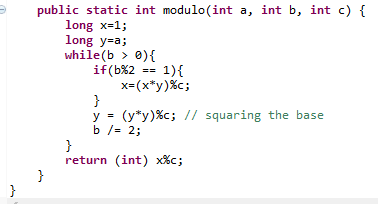 public static int modulo(int a, int b, int c) {
long x=1;
long y=a;
while(b > 0){
if(b%2 == 1){
x=(x*y)%c;
}
y = (y*y)%c; // squaring the base
b /= 2;
}
return (int) x%c;
}
}